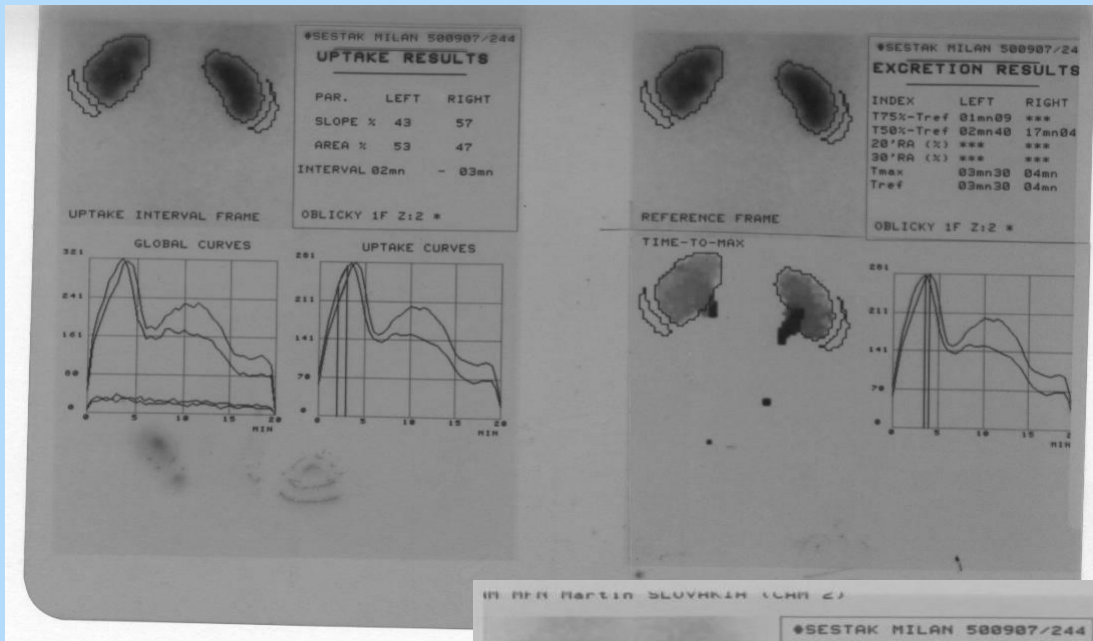 *SESTAK MILAN 500907/244
UPTAKE RESULTS
PAR. LEFT RIGHT
SLOPE % 43 57
AREA % 53 47
INTERVAL 02mn - 03mn
OBLICKY 1F Z:2 *
UPTAKE INTERVAL FRAME
GLOBAL CURVES
321
241
161
80
0
0 5 10 15 20
MIN
UPTAKE CURVES
281
211
141
70
0
0 5 10 15 20
MIN
*SESTAK MILAN 500907/24
EXCRETION RESULTS
INDEX LEFT RIGHT
T75%-Tref 01mn09 ***
T50%-Tref 02mn40 17mn04
20'RA (%) *** ***
30'RA (%) *** ***
Tmax 03mn30 04mn
Tref 03mn30 04mn
OBLICKY 1F Z:2 *
REFERENCE FRAME
TIME-TO-MAX
281
211
141
70
0
0 5 10 15 2
MIN
MFN Martin SLOVAKIA (CAM 2)
*SESTAK MILAN 500907/244